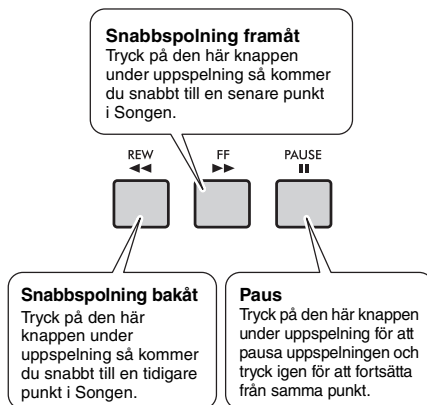 Snabbspolning framåt
Tryck på den här knappen
under uppspelning så kommer
du snabbt till en senare punkt
i Songen.
REW
FF
PAUSE
Snabbspolning bakåt
Tryck på den här
knappen under
uppspelning så kommer
du snabbt till en tidigare
punkt i Songen.
Paus
Tryck på den här knappen
under uppspelning för att
pausa uppspelningen och
tryck igen för att fortsätta
från samma punkt.